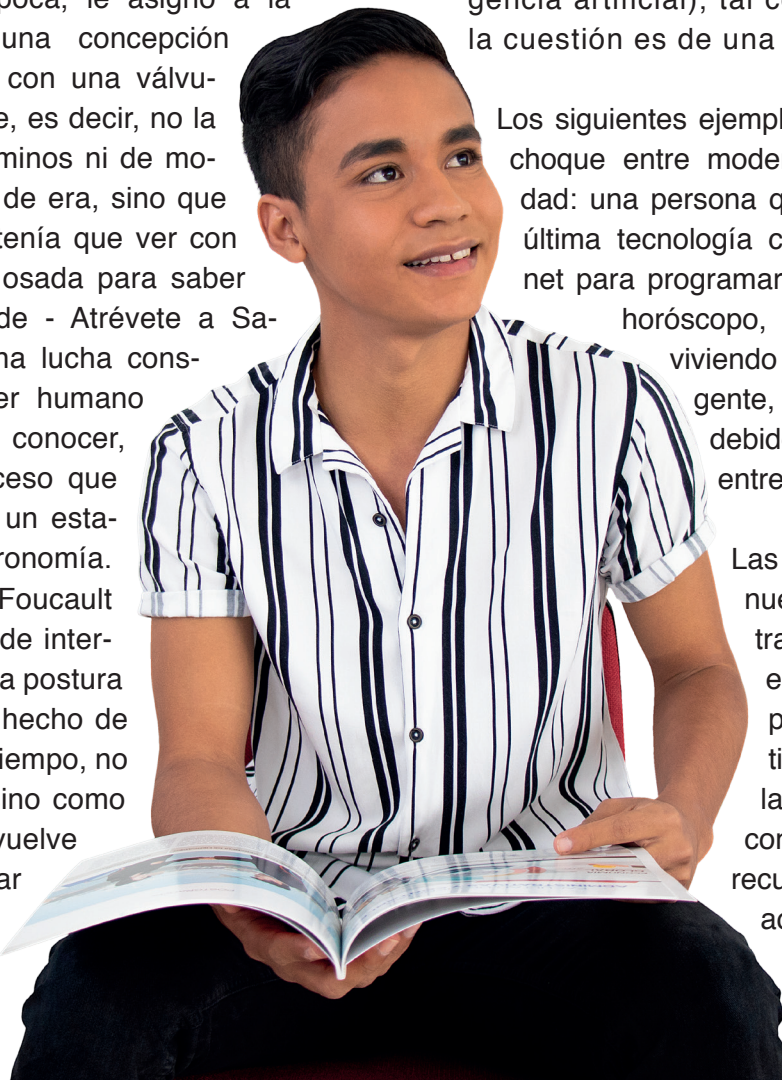 poca, le asignó a la
una concepción
con una válvu-
e, es decir, no la
minos ni de mo-
de era, sino que
tenía que ver con
osada para saber
de - Atrévete a Sa-
na lucha cons-
er humano
conocer,
ceso que
un esta-
ronomía.
Foucault
de inter-
a postura
hecho de
iempo, no
ino como
vuelve
ar
gencia artificial), tal c
la cuestión es de una
Los siguientes ejempl
choque entre mode
dad: una persona q
última tecnología c
net para programar
horóscopo,
viviendo
gente,
debid
entre
Las
nue
tra
e
p
ti
la
con
recu
ac